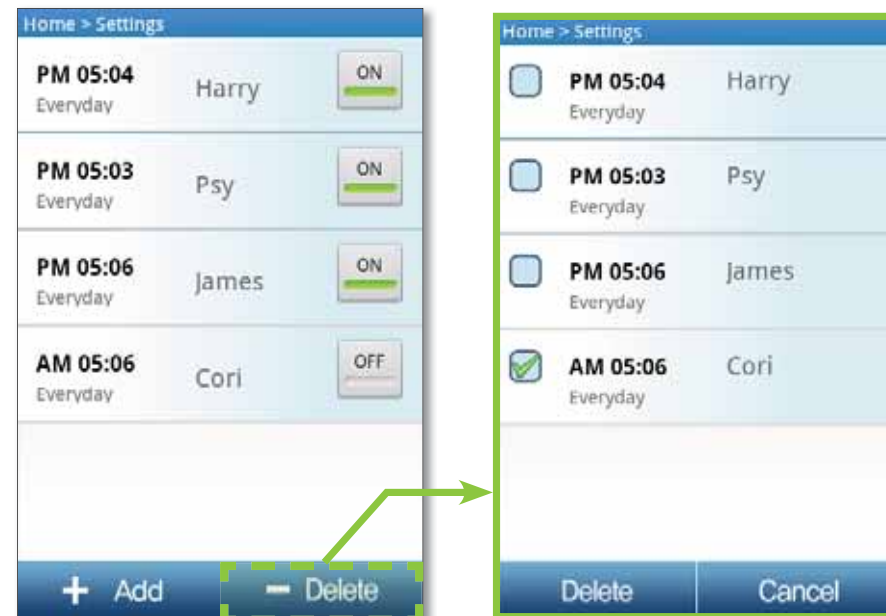 Home > Settings
PM 05:04
Everyday
Harry
ON
PM 05:03
Everyday
Psy
ON
PM 05:06
Everyday
James
ON
AM 05:06
Everyday
Cori
OFF
+ Add
− Delete
Home > Settings
PM 05:04
Everyday
Harry
PM 05:03
Everyday
Psy
PM 05:06
Everyday
James
AM 05:06
Everyday
Cori
Delete
Cancel